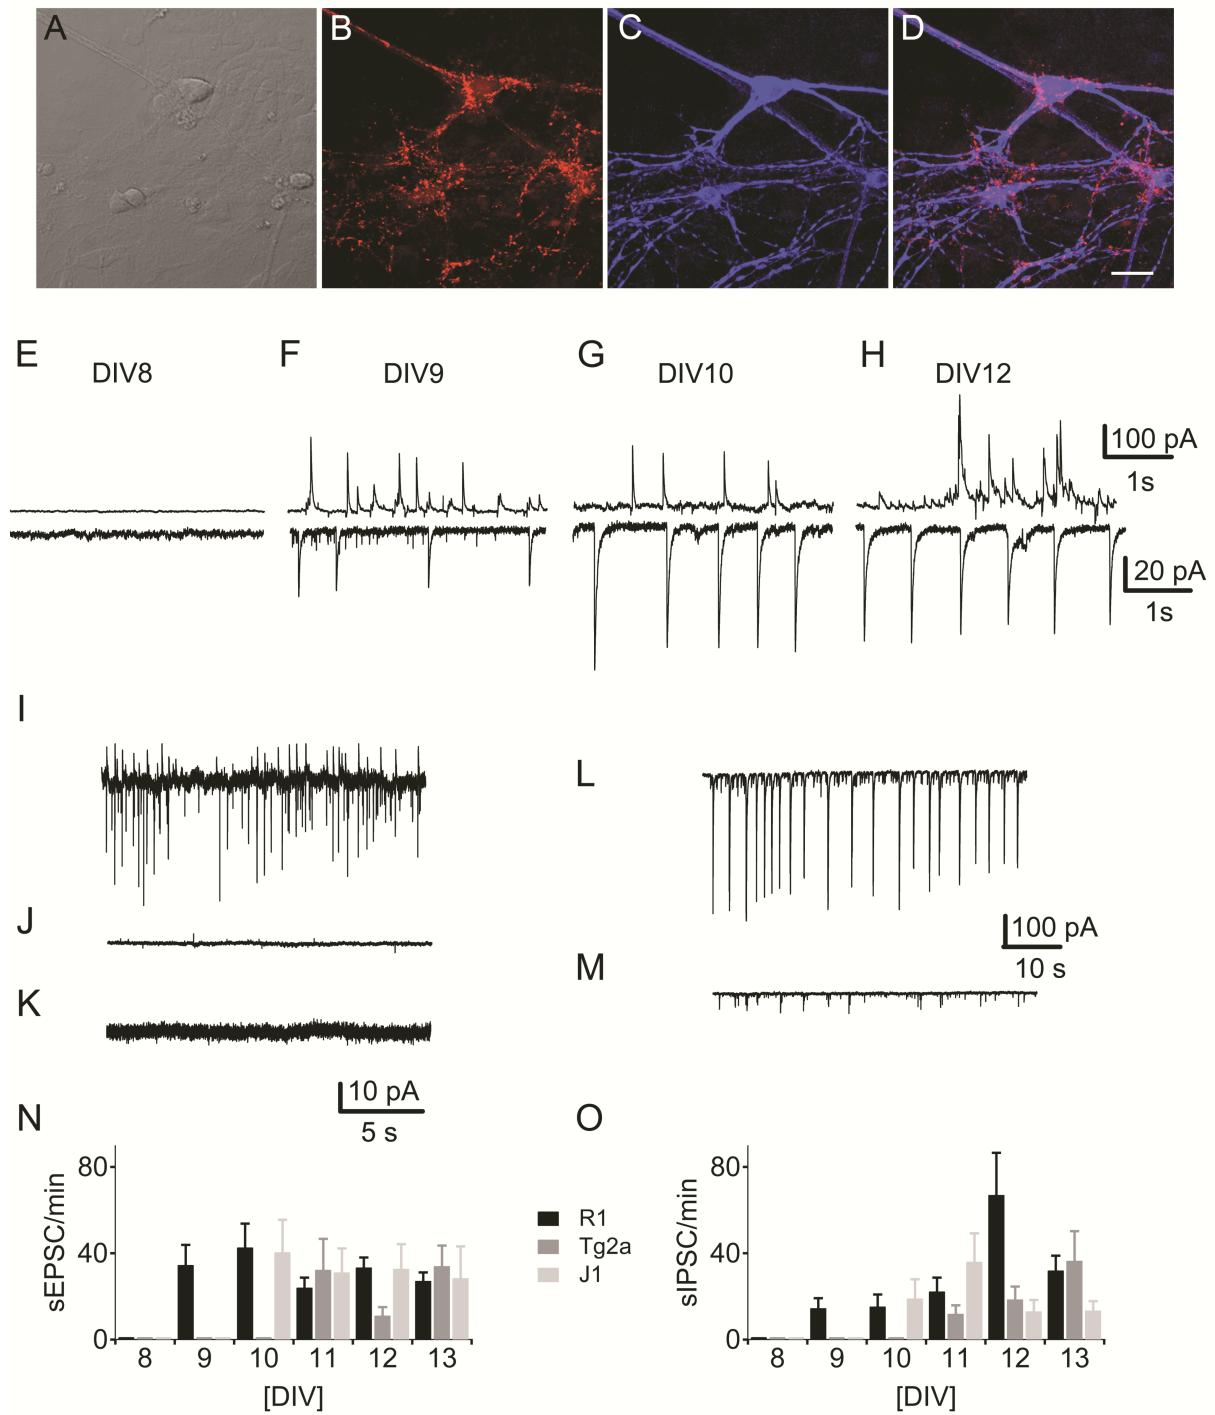 A B C D
E F G H
DIV8 DIV9 DIV10 DIV12
100 pA
1s
20 pA
1s
I
L
J
100 pA
10 s
M
K
10 pA
5 s
N
sEPSC/min
80
40
0
8 9 10 11 12 13
[DIV]
R1
Tg2a
J1
O
sIPSC/min
80
40
0
8 9 10 11 12 13
[DIV]